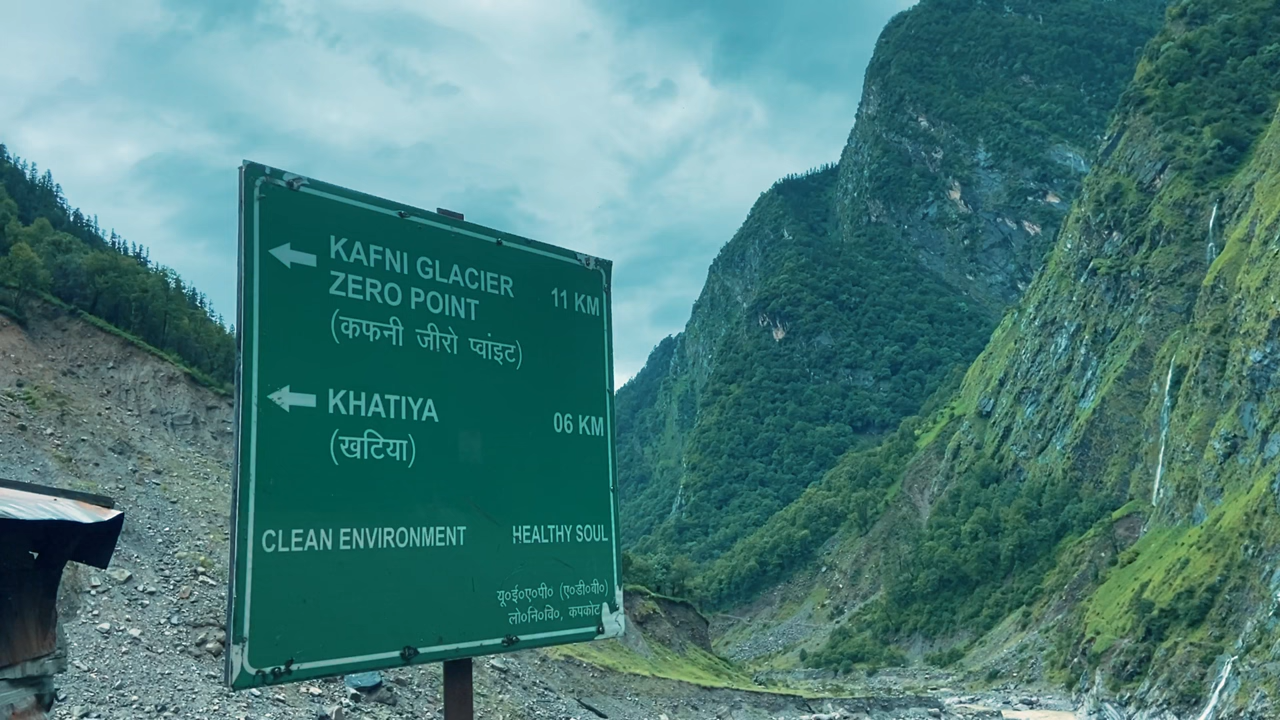 KAFNI GLACIER
ZERO POINT 11 KM
(कफनी जीरो प्वांइट)
KHATIYA 06 KM
(खटिया)
CLEAN ENVIRONMENT HEALTHY SOUL
यू०ई०ए०पी० (ए०डी०बी०)
लो०नि०वि०, कपकोट